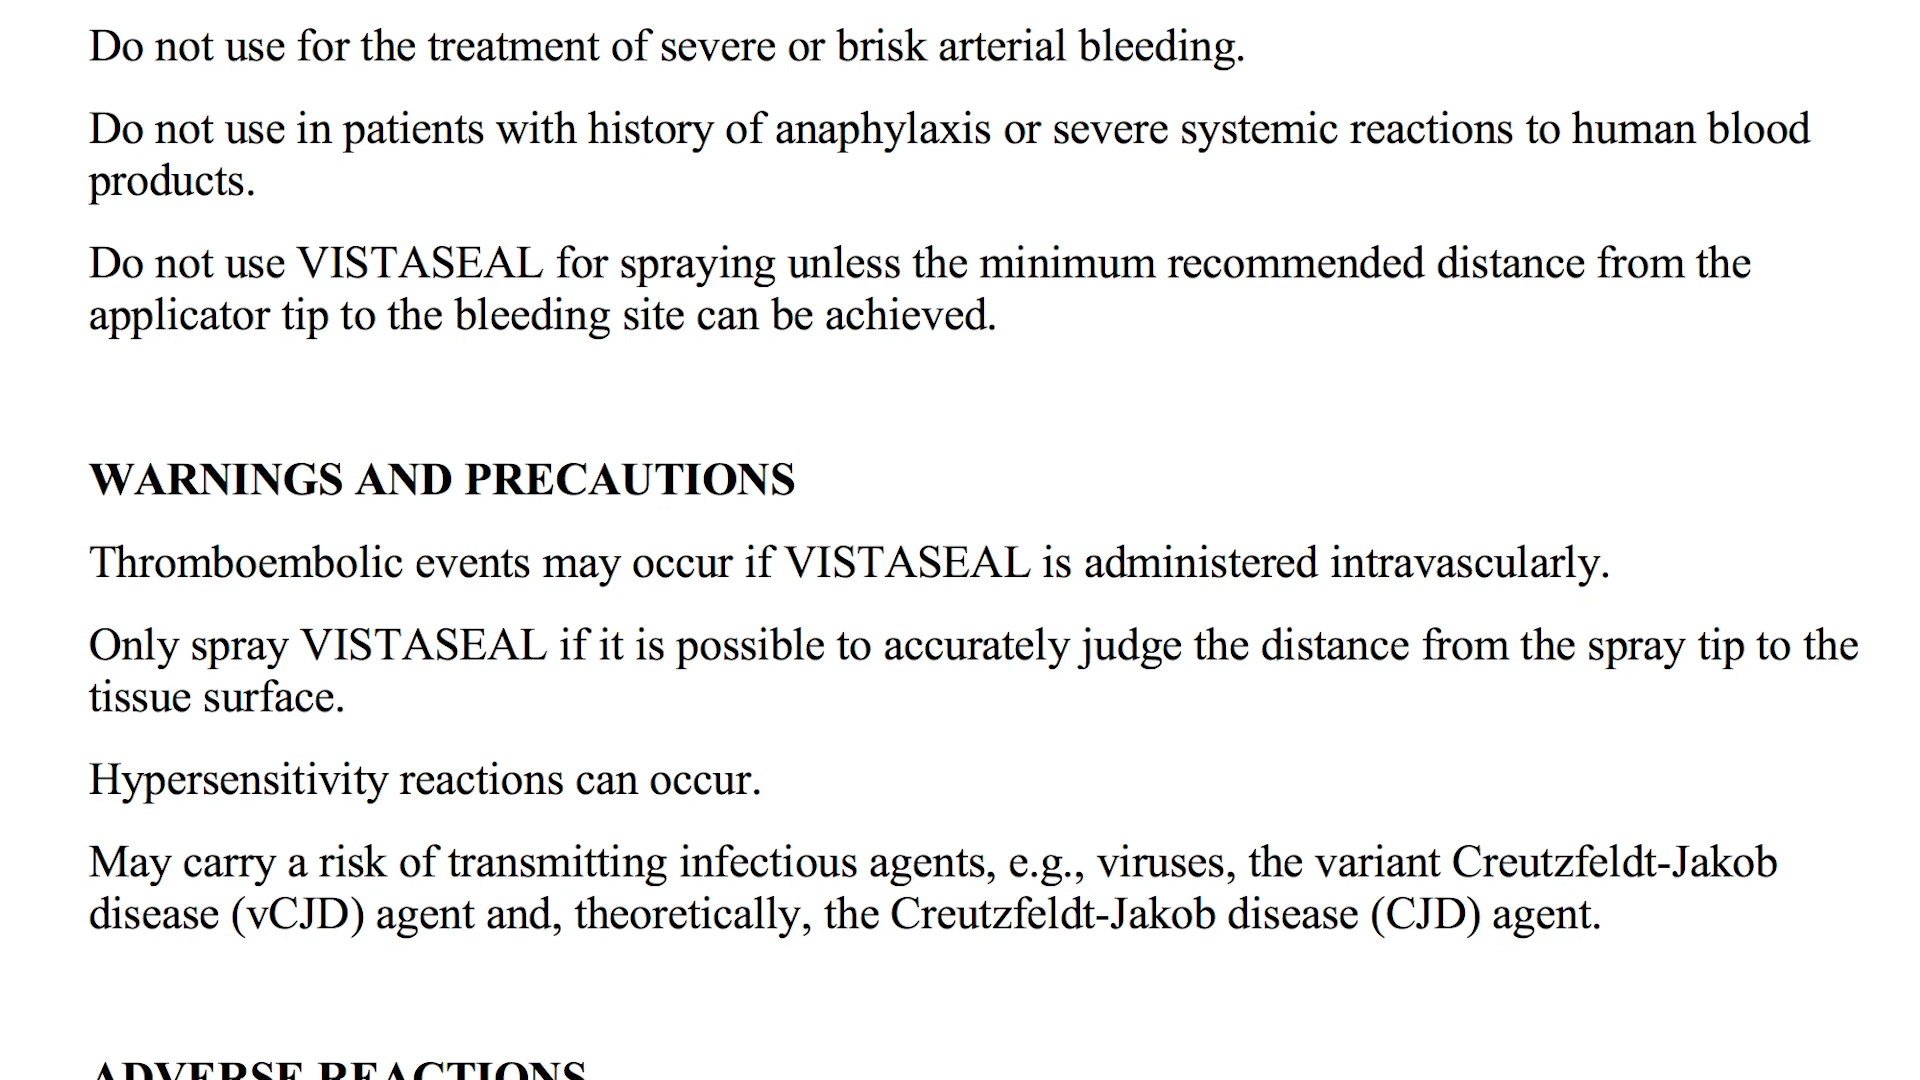 Do not use for the treatment of severe or brisk arterial bleeding.
Do not use in patients with history of anaphylaxis or severe systemic reactions to human blood
products.
Do not use VISTASEAL for spraying unless the minimum recommended distance from the
applicator tip to the bleeding site can be achieved.
WARNINGS AND PRECAUTIONS
Thromboembolic events may occur if VISTASEAL is administered intravascularly.
Only spray VISTASEAL if it is possible to accurately judge the distance from the spray tip to the
tissue surface.
Hypersensitivity reactions can occur.
May carry a risk of transmitting infectious agents, e.g., viruses, the variant Creutzfeldt-Jakob
disease (vCJD) agent and, theoretically, the Creutzfeldt-Jakob disease (CJD) agent.
ADVERSE REACTIONS